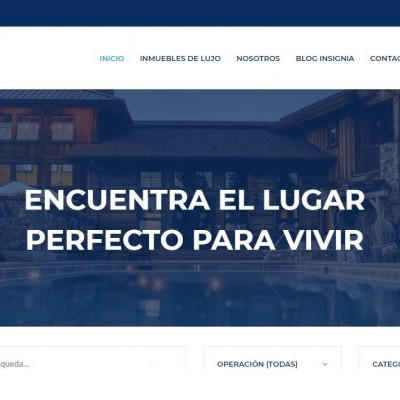 INICIO INMUEBLES DE LUJO NOSOTROS BLOG INSIGNIA CONTAC
ENCUENTRA EL LUGAR
PERFECTO PARA VIVIR
queda... OPERACIÓN (TODAS) CATEG